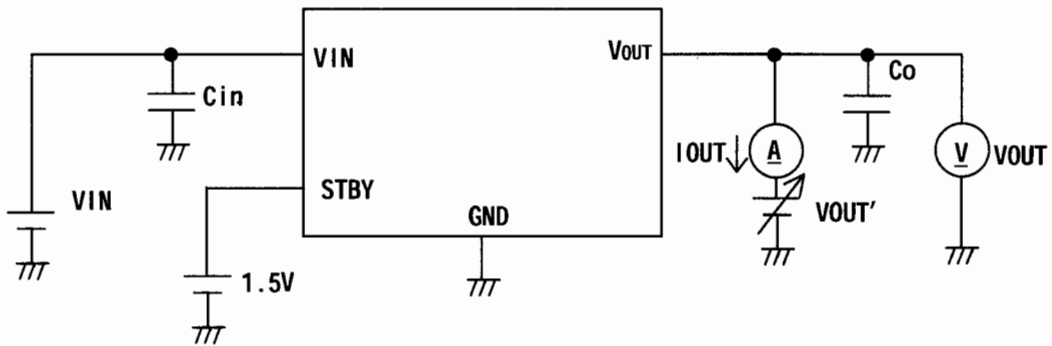 VIN
VOUT
Cin
Co
IOUT
A
V
VOUT
STBY
VIN
GND
VOUT'
1.5V